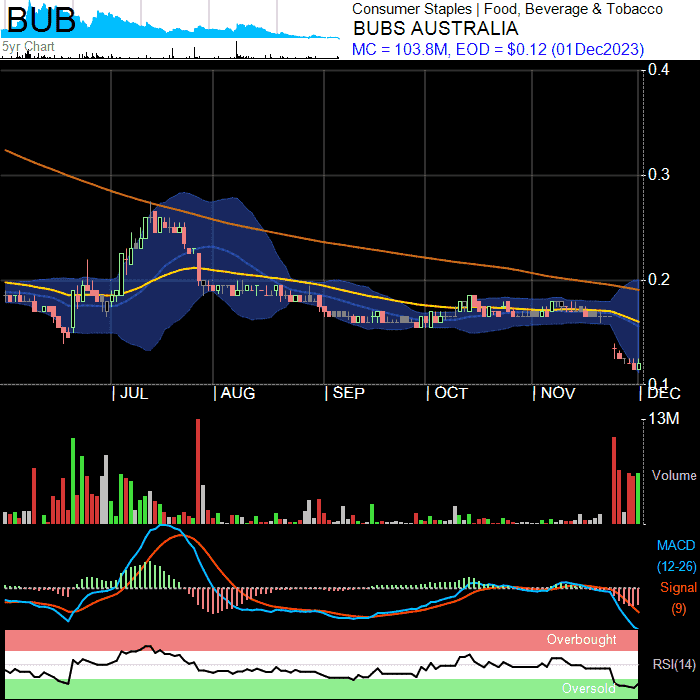 BUB
5yr Chart
Consumer Staples | Food, Beverage & Tobacco
BUBS AUSTRALIA
MC = 103.8M, EOD = $0.12 (01Dec2023)
0.4
0.3
0.2
0.1
JUL AUG SEP OCT NOV DEC
13M
Volume
MACD
(12-26)
Signal
(9)
Overbought
RSI(14)
Oversold